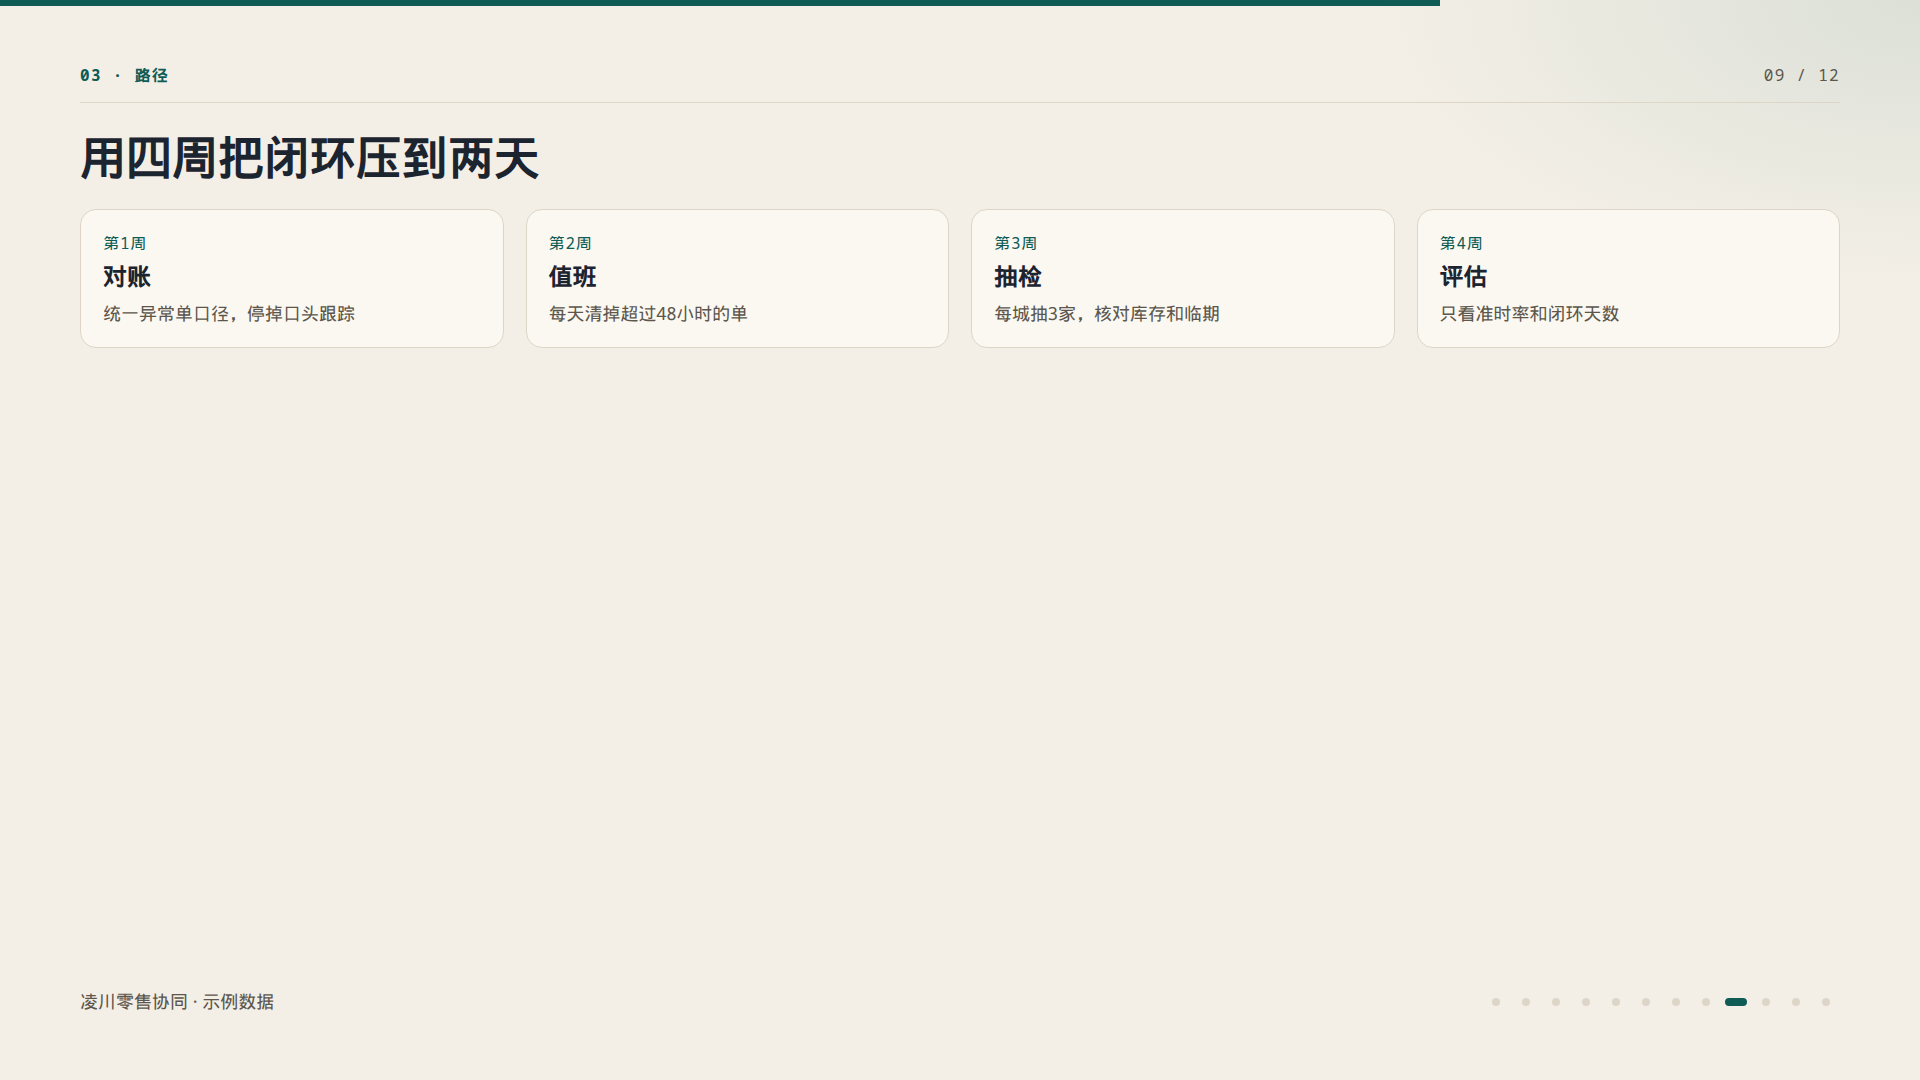 03 · 路径
09 / 12
用四周把闭环压到两天
第1周
对账
统一异常单口径，停掉口头跟踪
第2周
值班
每天清掉超过48小时的单
第3周
抽检
每城抽3家，核对库存和临期
第4周
评估
只看准时率和闭环天数
凌川零售协同 · 示例数据